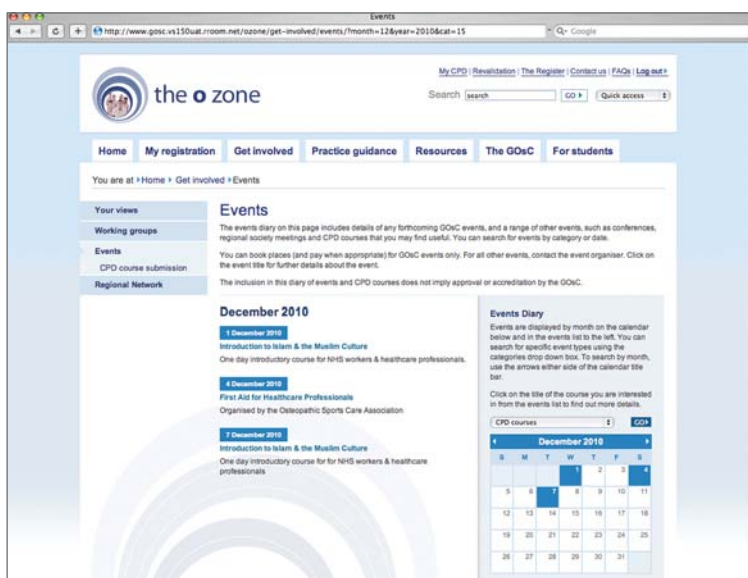 Events
http://www.gosc.vs150uat.rroom.net/ozone/get-involved/events/?month=12&year=2010&cat=15
Google
My CPD | Revalidation | The Register | Contact us | FAQs | Log out
the o zone
Search search GO Quick access
Home My registration Get involved Practice guidance Resources The GOsC For students
You are at Home Get involved Events
Your views
Working groups
Events
CPD course submission
Regional Network
Events
The events diary on this page includes details of any forthcoming GOsC events, and a range of other events, such as conferences,
regional society meetings and CPD courses that you may find useful. You can search for events by category or date.
You can book places (and pay when appropriate) for GOsC events only. For all other events, contact the event organiser. Click on
the event title for further details about the event.
The inclusion in this diary of events and CPD courses does not imply approval or accreditation by the GOsC.
December 2010
1 December 2010
Introduction to Islam & the Muslim Culture
One day introductory course for NHS workers & healthcare professionals.
4 December 2010
First Aid for Healthcare Professionals
Organised by the Osteopathic Sports Care Association
7 December 2010
Introduction to Islam & the Muslim Culture
One day introductory course for for NHS workers & healthcare
professionals
Events Diary
Events are displayed by month on the calendar
below and in the events list to the left. You can
search for specific event types using the
categories drop down box. To search by month,
use the arrows either side of the calendar title
bar.
Click on the title of the course you are interested
in from the events list to find out more details.
CPD courses GO
December 2010
S M T W T F S
1 2 3 4
5 6 7 8 9 10 11
12 13 14 15 16 17 18
19 20 21 22 23 24 25
26 27 28 29 30 31